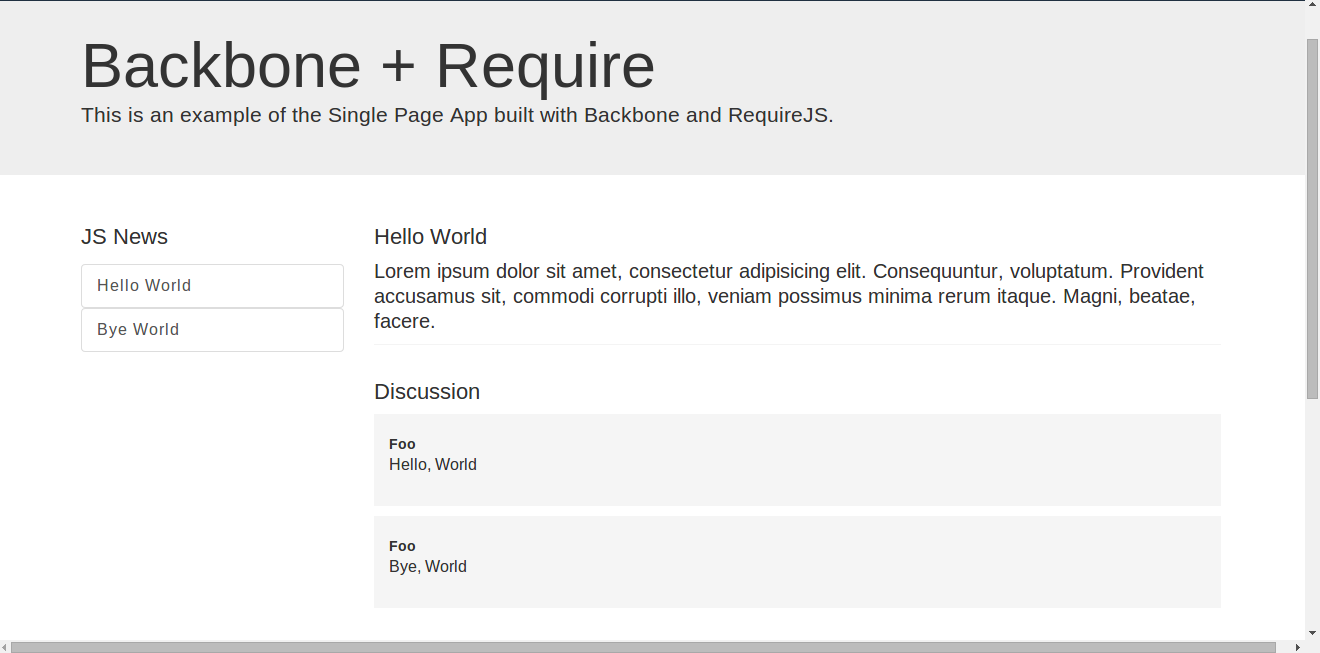 Backbone + Require
This is an example of the Single Page App built with Backbone and RequireJS.
JS News
Hello World
Bye World
Hello World
Lorem ipsum dolor sit amet, consectetur adipisicing elit. Consequuntur, voluptatum. Provident
accusamus sit, commodi corrupti illo, veniam possimus minima rerum itaque. Magni, beatae,
facere.
Discussion
Foo
Hello, World
Foo
Bye, World